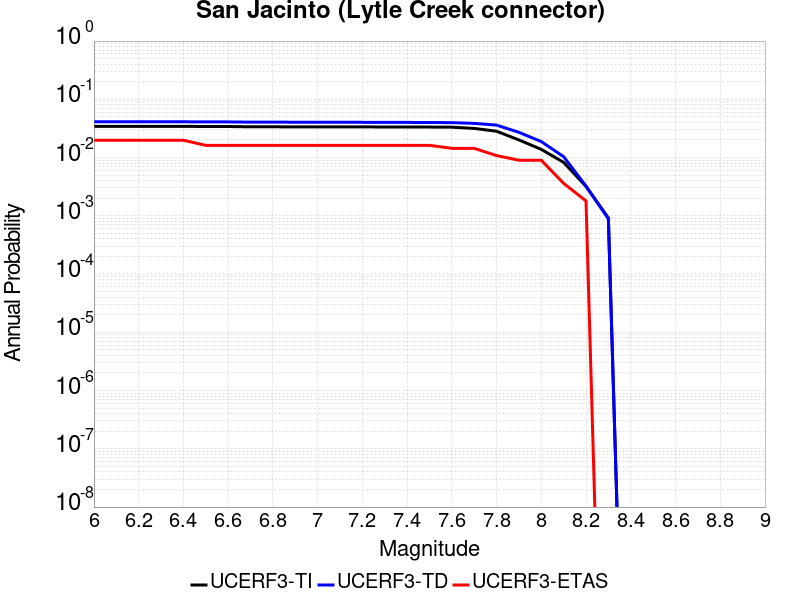 San Jacinto (Lytle Creek connector)
10^0
10^-1
10^-2
10^-3
10^-4
10^-5
10^-6
10^-7
10^-8
Annual Probability
6 6.2 6.4 6.6 6.8 7 7.2 7.4 7.6 7.8 8 8.2 8.4 8.6 8.8 9
Magnitude
UCERF3-TI UCERF3-TD UCERF3-ETAS